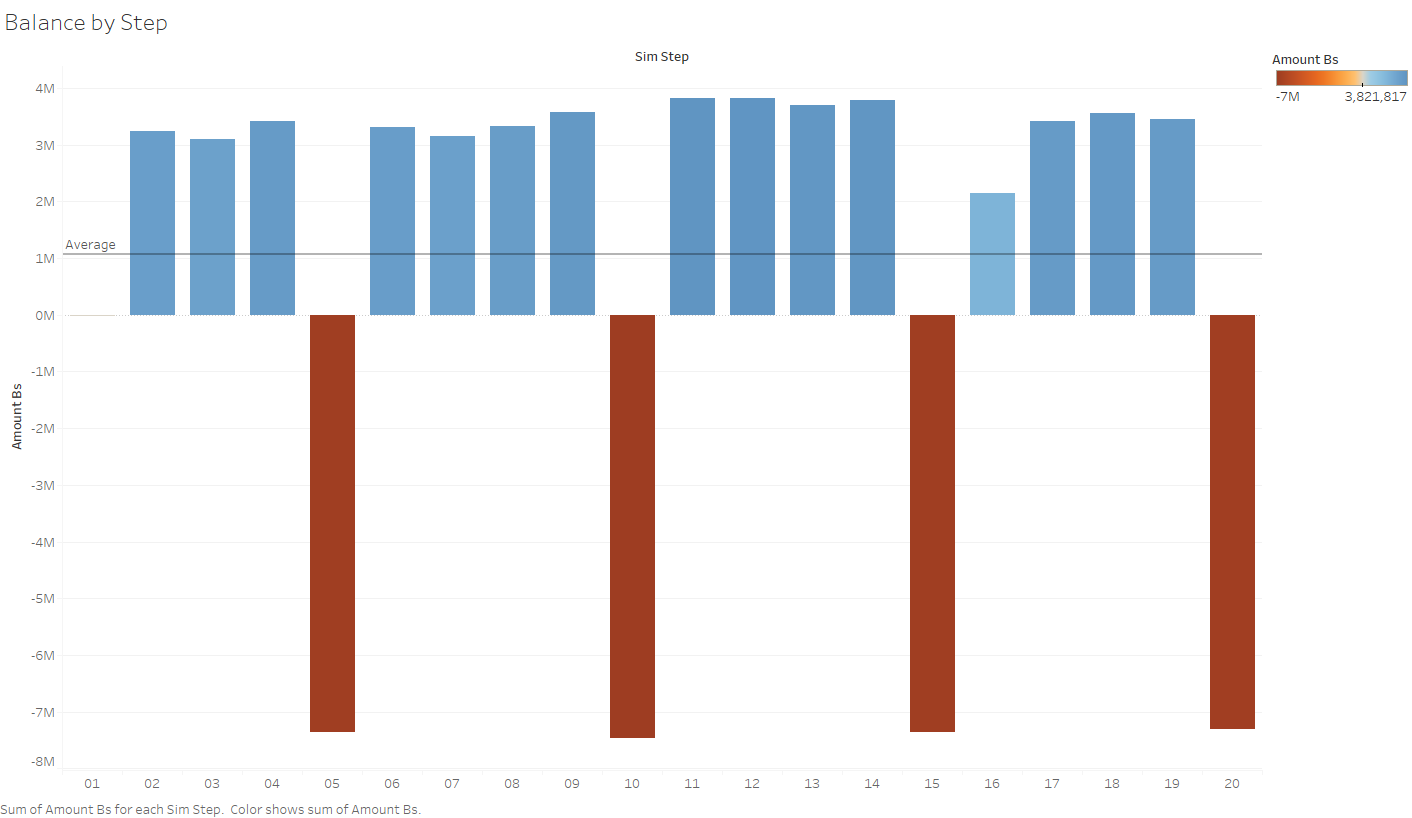 Balance by Step
Sim Step
Amount Bs
-7M 3,821,817
4M
3M
2M
Average
1M
0M
-1M
Amount Bs
-2M
-3M
-4M
-5M
-6M
-7M
-8M
01 02 03 04 05 06 07 08 09 10 11 12 13 14 15 16 17 18 19 20
Sum of Amount Bs for each Sim Step.  Color shows sum of Amount Bs.